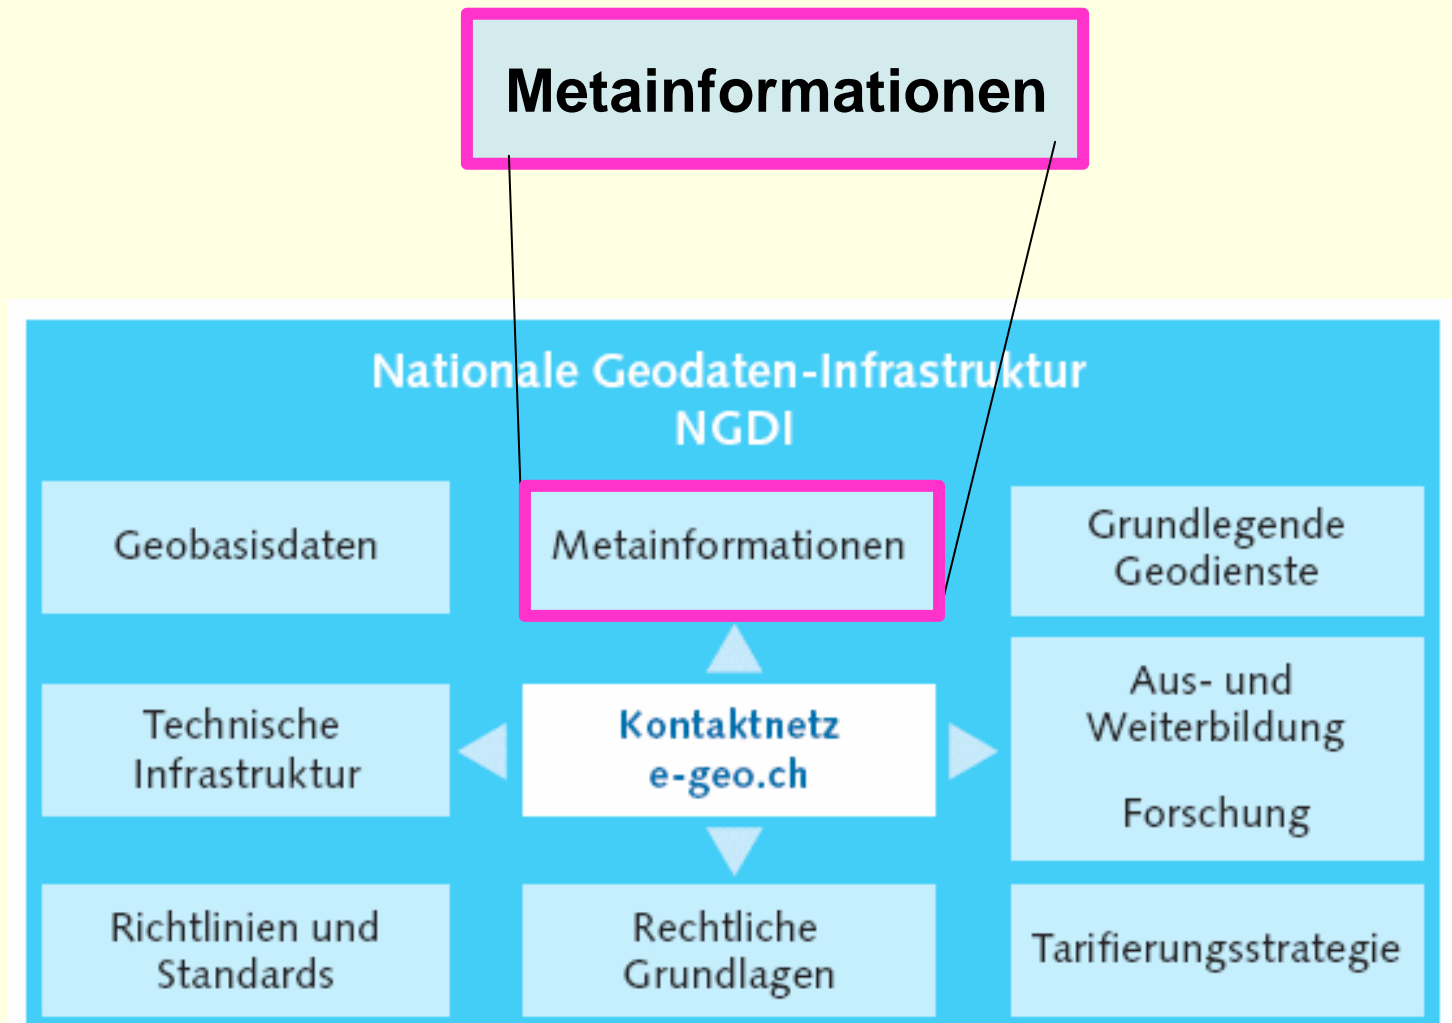 Metainformationen
Nationale Geodaten-Infrastruktur
NGDI
Geobasisdaten
Metainformationen
Grundlegende
Geodienste
Technische
Infrastruktur
Kontaktnetz
e-geo.ch
Aus- und
Weiterbildung
Forschung
Richtlinien und
Standards
Rechtliche
Grundlagen
Tarifierungsstrategie